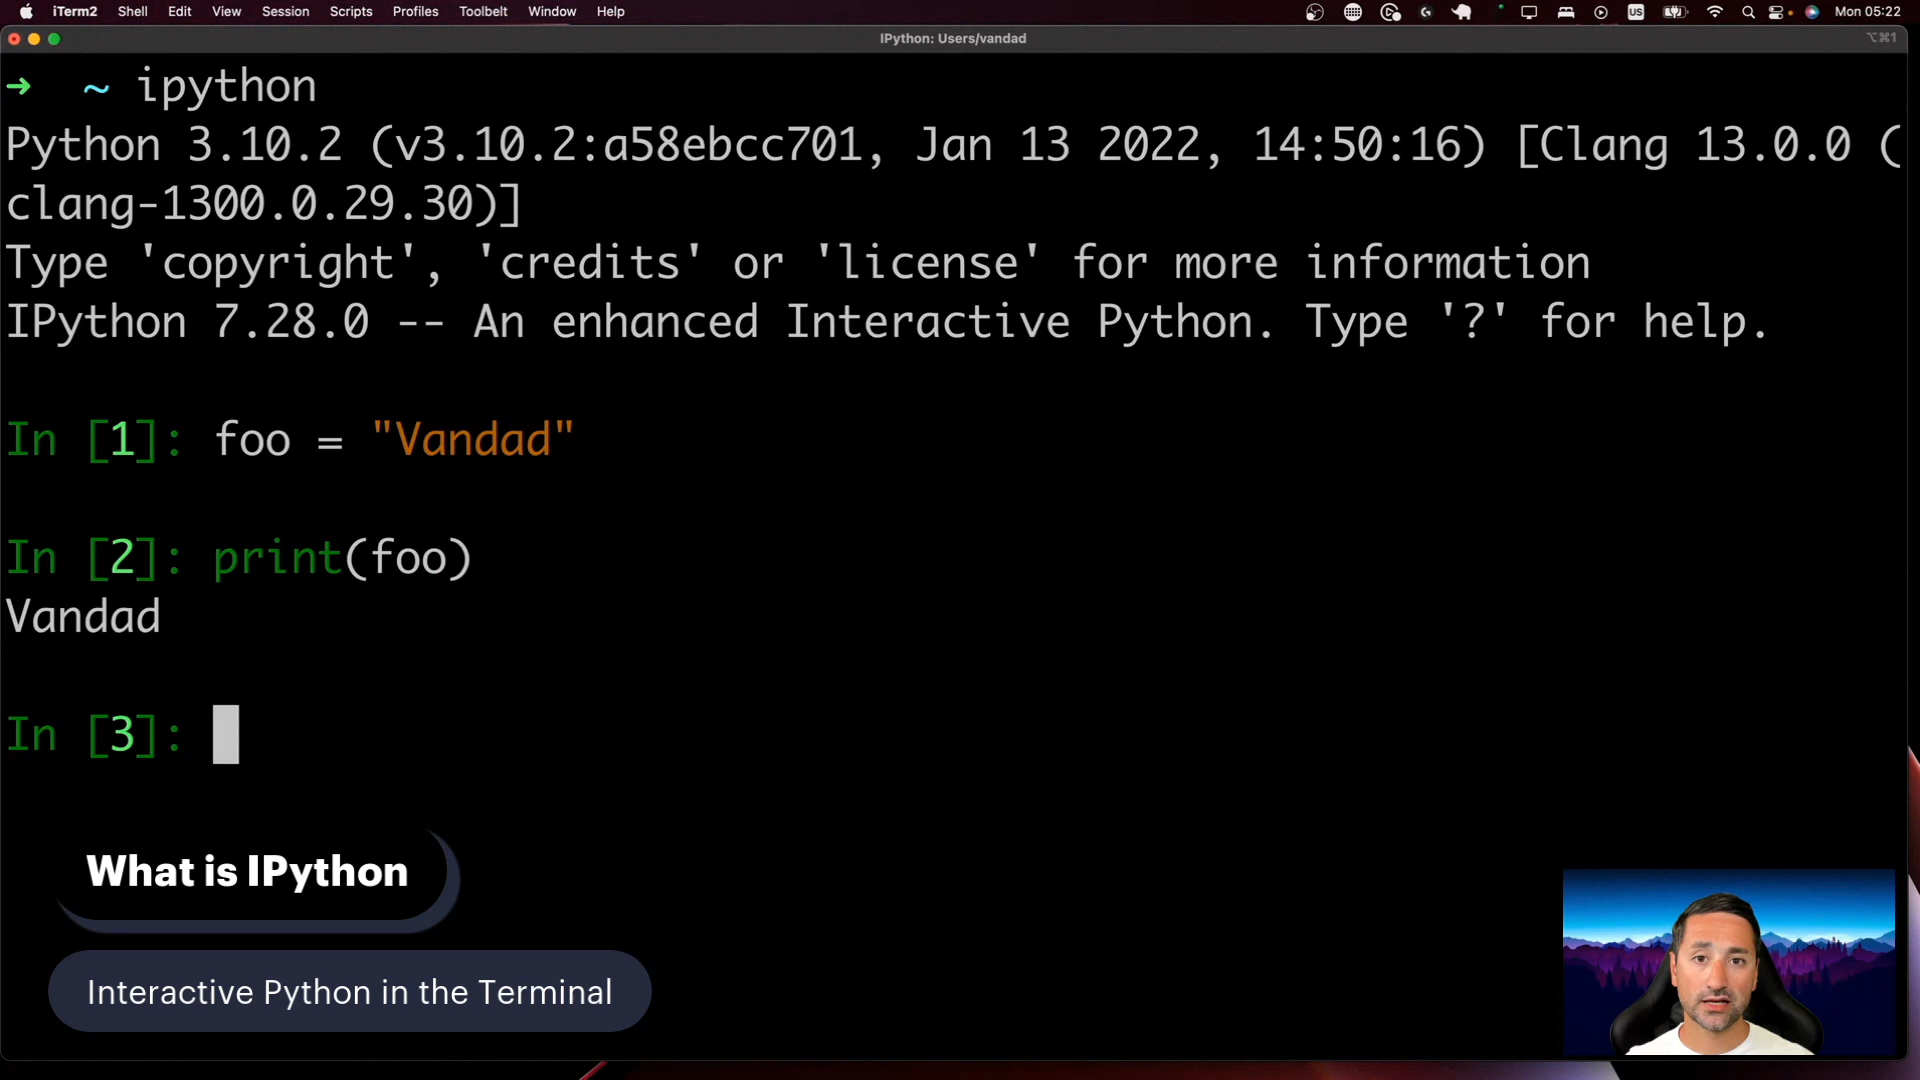 iTerm2 Shell Edit View Session Scripts Profiles Toolbelt Window Help US Mon 05:22
IPython: Users/vandad ⌥⌘1
➜ ~ ipython
Python 3.10.2 (v3.10.2:a58ebcc701, Jan 13 2022, 14:50:16) [Clang 13.0.0 (
clang-1300.0.29.30)]
Type 'copyright', 'credits' or 'license' for more information
IPython 7.28.0 -- An enhanced Interactive Python. Type '?' for help.
In [1]: foo = "Vandad"
In [2]: print(foo)
Vandad
In [3]:
What is IPython
Interactive Python in the Terminal